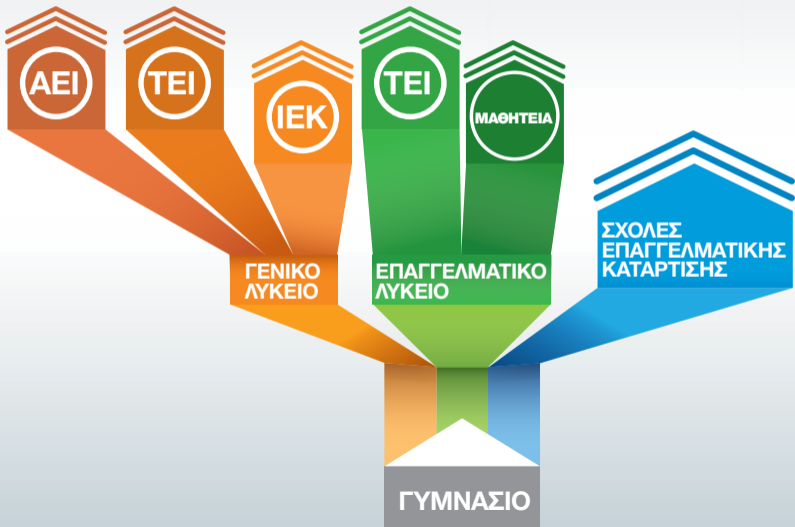 ΑΕΙ
ΤΕΙ
ΙΕΚ
ΤΕΙ
ΜΑΘΗΤΕΙΑ
ΣΧΟΛΕΣ
ΕΠΑΓΓΕΛΜΑΤΙΚΗΣ
ΚΑΤΑΡΤΙΣΗΣ
ΓΕΝΙΚΟ
ΛΥΚΕΙΟ
ΕΠΑΓΓΕΛΜΑΤΙΚΟ
ΛΥΚΕΙΟ
ΓΥΜΝΑΣΙΟ